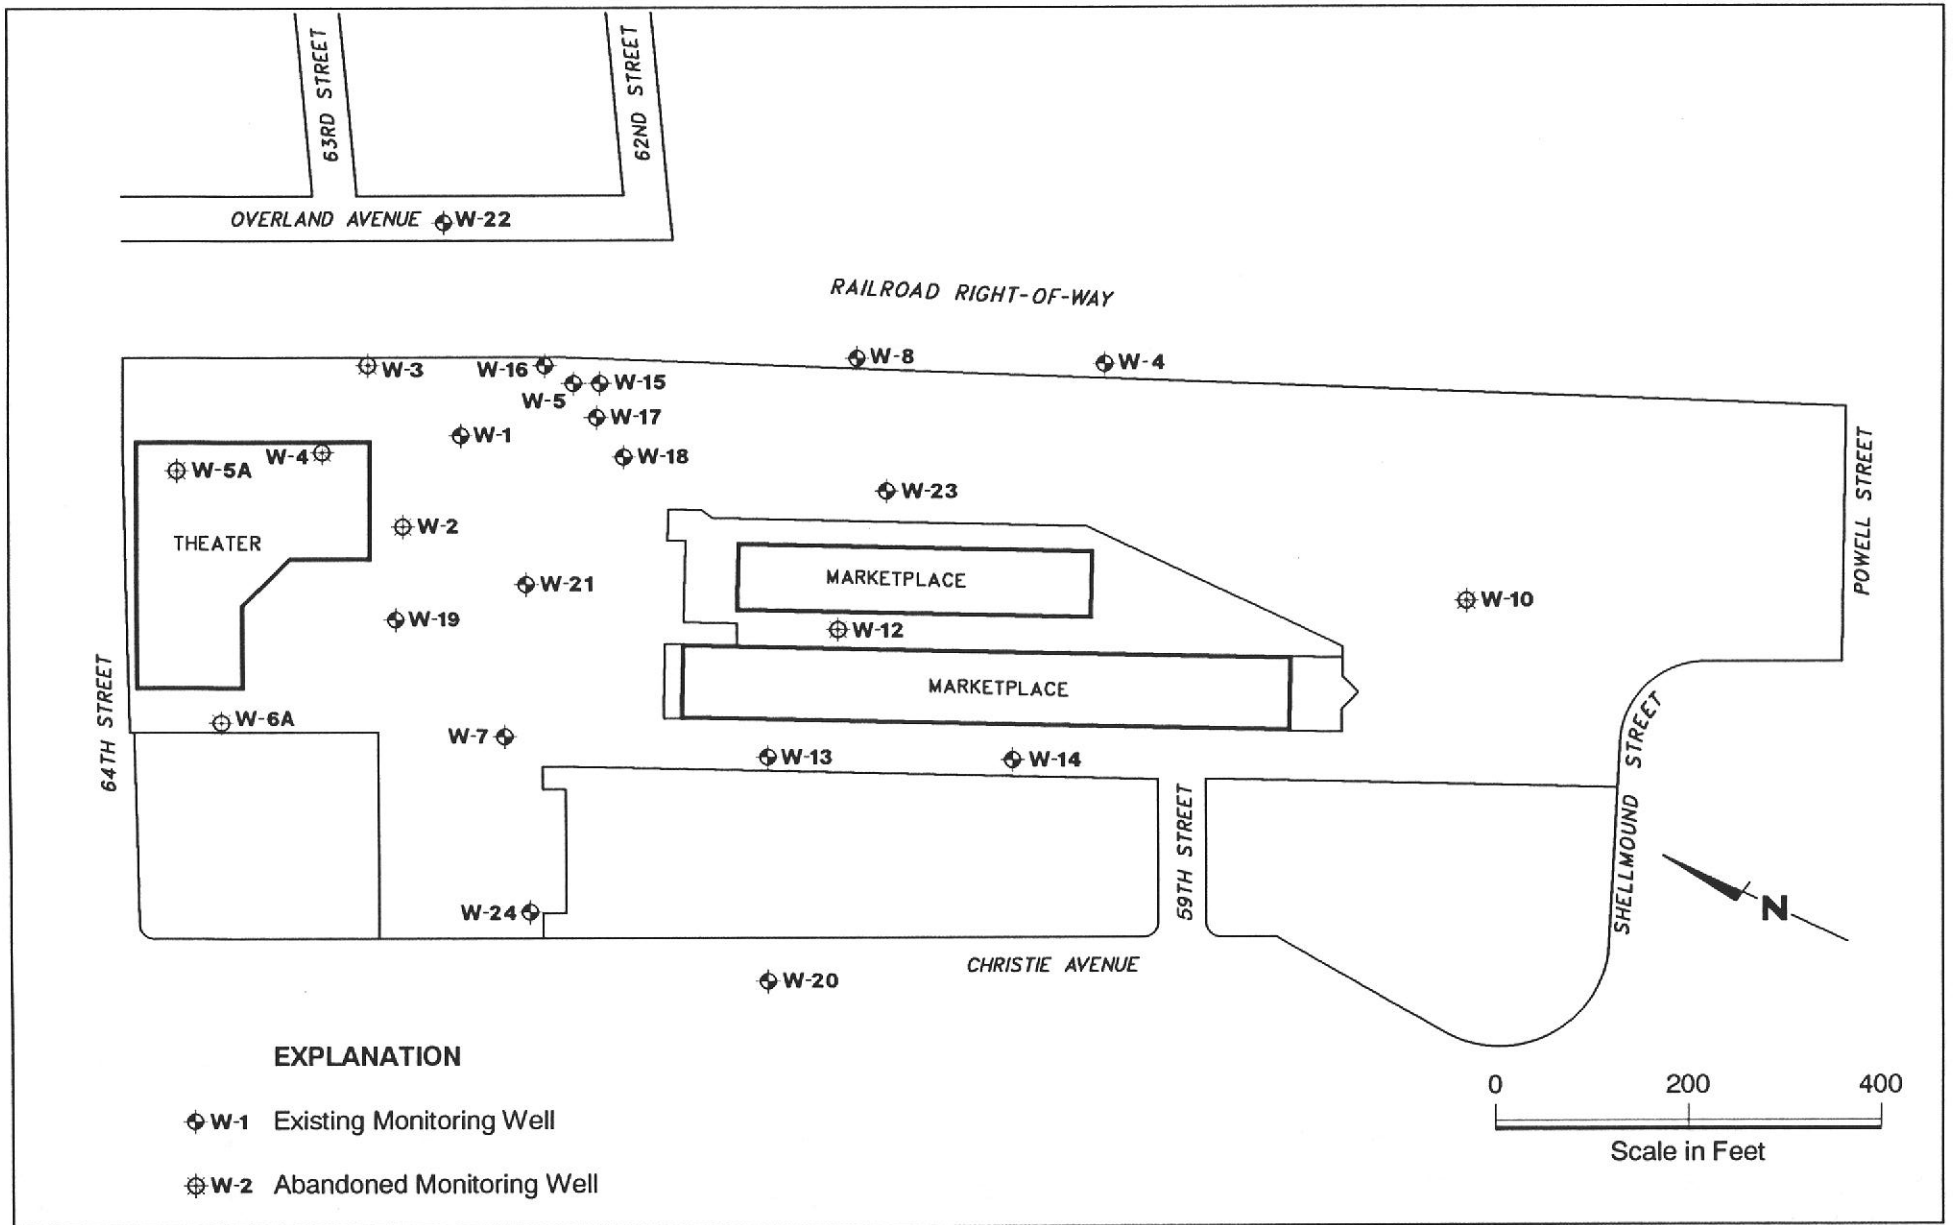 63RD STREET
62ND STREET
OVERLAND AVENUE W-22
RAILROAD RIGHT-OF-WAY
W-3
W-16
W-8
W-4
W-5
W-15
W-17
W-1
W-18
W-5A
W-4
W-23
W-2
THEATER
MARKETPLACE
W-21
W-19
W-12
W-10
POWELL STREET
MARKETPLACE
64TH STREET
W-6A
W-7
W-13
W-14
59TH STREET
SHELLMOUND STREET
W-24
N
CHRISTIE AVENUE
W-20
EXPLANATION
W-1 Existing Monitoring Well
W-2 Abandoned Monitoring Well
0 200 400
Scale in Feet